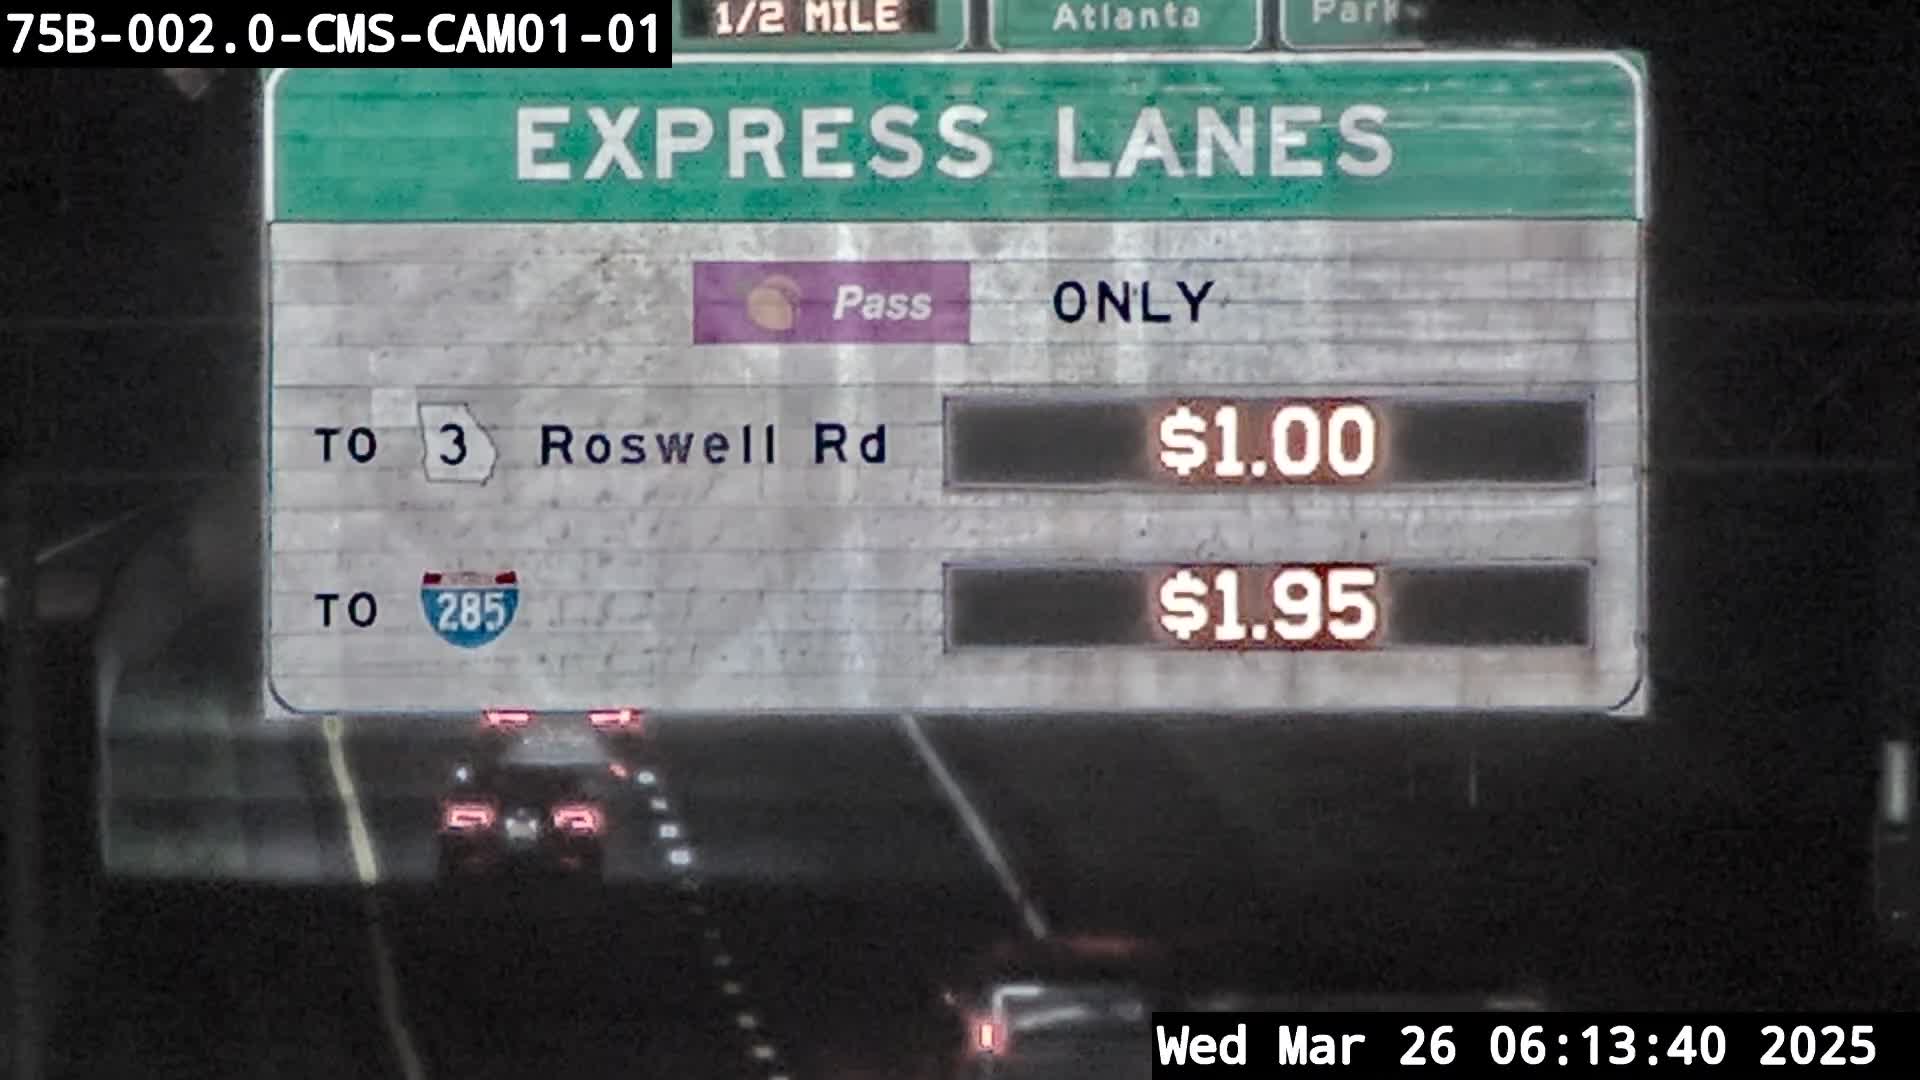 75B-002.0-CMS-CAM01-01
1/2 MILE
Atlanta
Park
EXPRESS LANES
Pass ONLY
TO 3 Roswell Rd $1.00
TO 285 $1.95
Wed Mar 26 06:13:40 2025